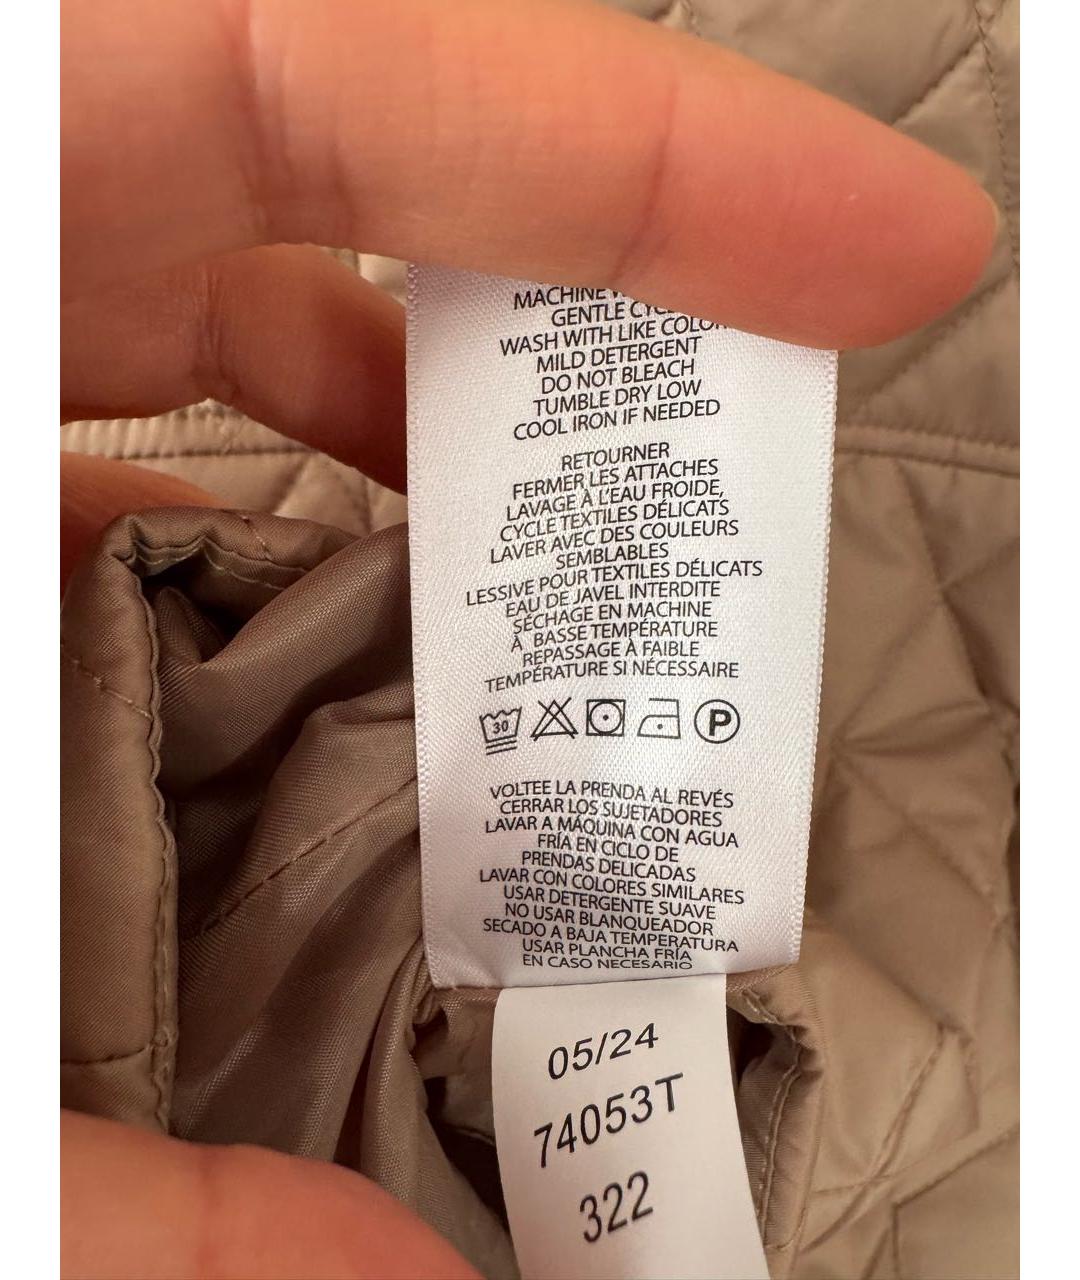 MACHINE
GENTLE
WASH WITH LIKE
MILD DETERGENT
DO NOT BLEACH
TUMBLE DRY LOW
COOL IRON IF NEEDED
RETOURNER
FERMER LES ATTACHES
LAVAGE À L'EAU FROIDE,
CYCLE TEXTILES DÉLICATS
LAVER AVEC DES COULEURS
SEMBLABLES
LESSIVE POUR TEXTILES DÉLICATS
EAU DE JAVEL INTERDITE
SÉCHAGE EN MACHINE
À BASSE TEMPÉRATURE
REPASSAGE À FAIBLE
TEMPÉRATURE SI NÉCESSAIRE
30 P
VOLTEE LA PRENDA AL REVÉS
CERRAR LOS SUJETADORES
LAVAR A MÁQUINA CON AGUA
FRÍA EN CICLO DE
PRENDAS DELICADAS
LAVAR CON COLORES SIMILARES
USAR DETERGENTE SUAVE
NO USAR BLANQUEADOR
SECADO A BAJA TEMPERATURA
USAR PLANCHA FRÍA
EN CASO NECESARIO
05/24
74053T
322